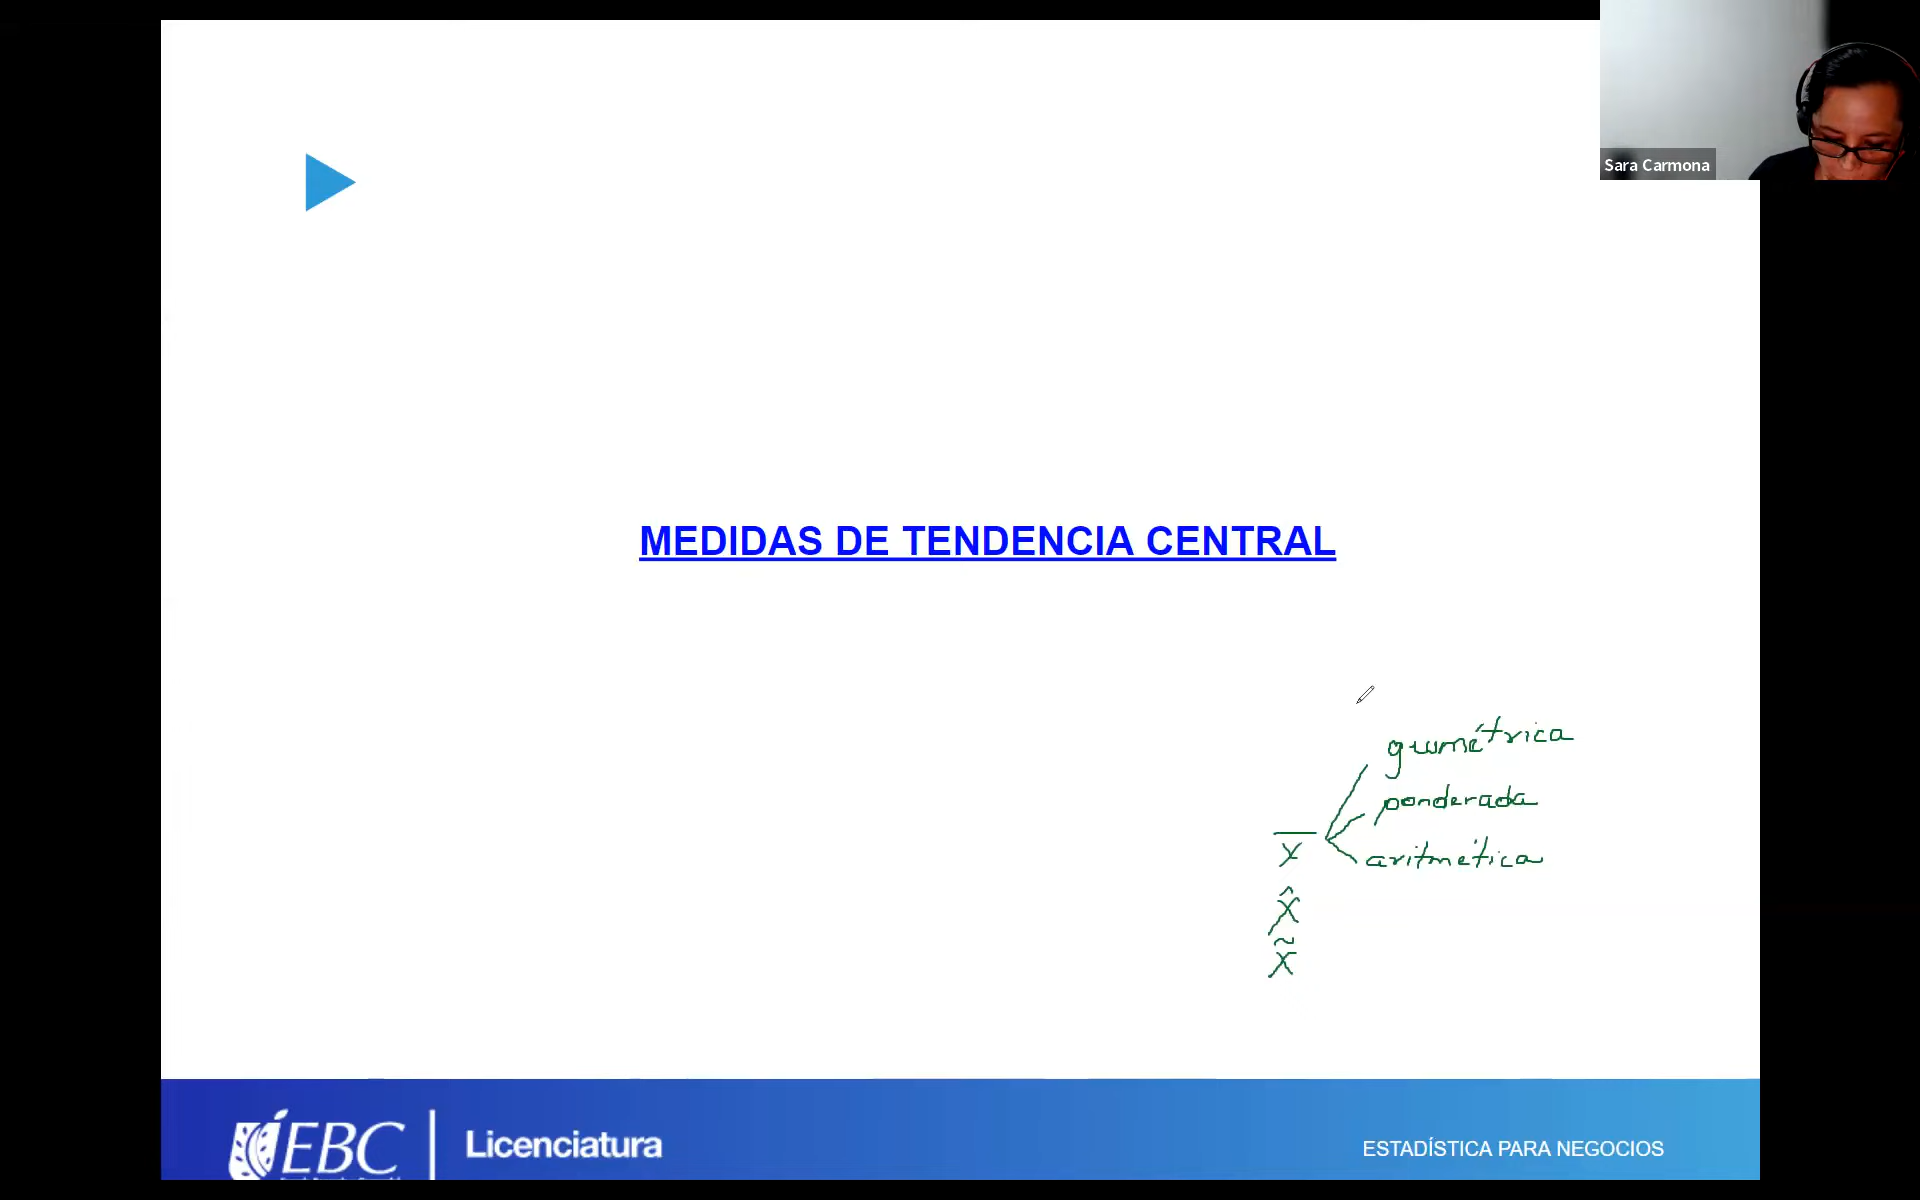 Sara Carmona
MEDIDAS DE TENDENCIA CENTRAL
geométrica
ponderada
x̄ aritmética
x̂
x̃
EBC | Licenciatura
ESTADÍSTICA PARA NEGOCIOS